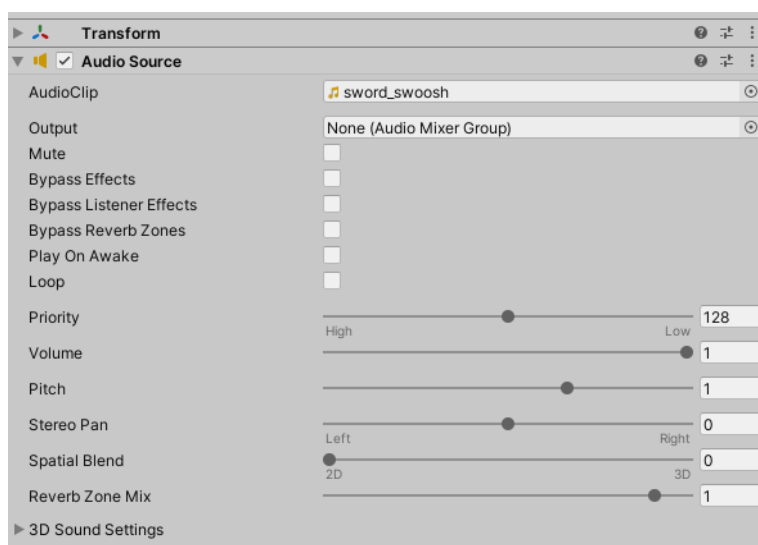 Transform
Audio Source
AudioClip sword_swoosh
Output None (Audio Mixer Group)
Mute
Bypass Effects
Bypass Listener Effects
Bypass Reverb Zones
Play On Awake
Loop
Priority 128
High Low
Volume 1
Pitch 1
Stereo Pan 0
Left Right
Spatial Blend 0
2D 3D
Reverb Zone Mix 1
3D Sound Settings